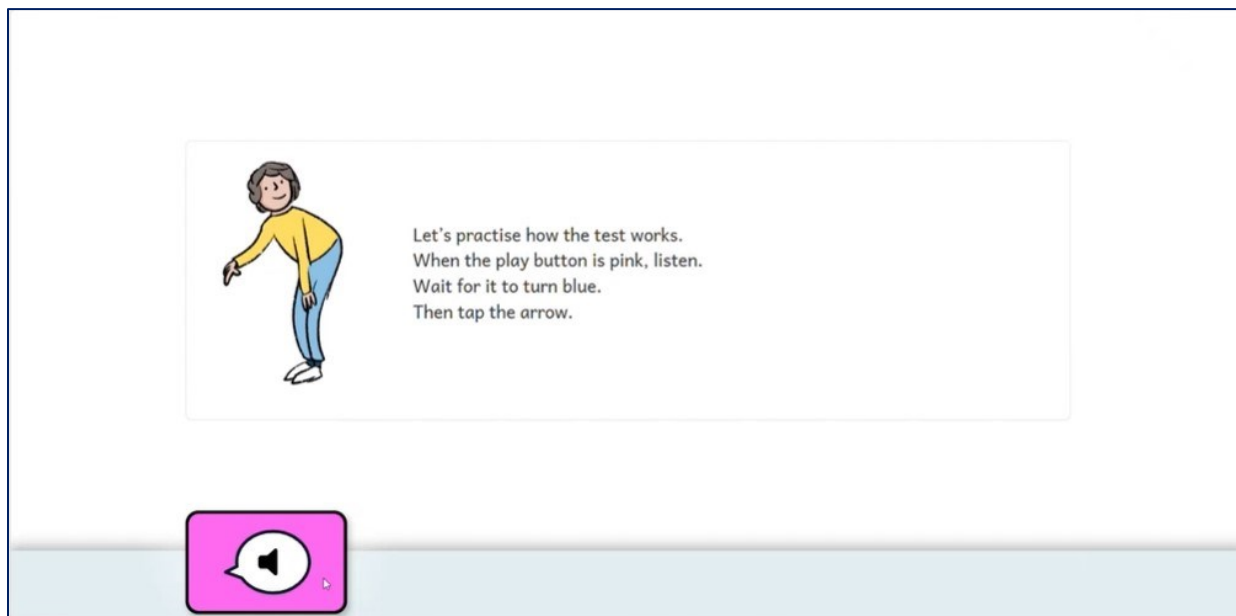 Let's practise how the test works.
When the play button is pink, listen.
Wait for it to turn blue.
Then tap the arrow.